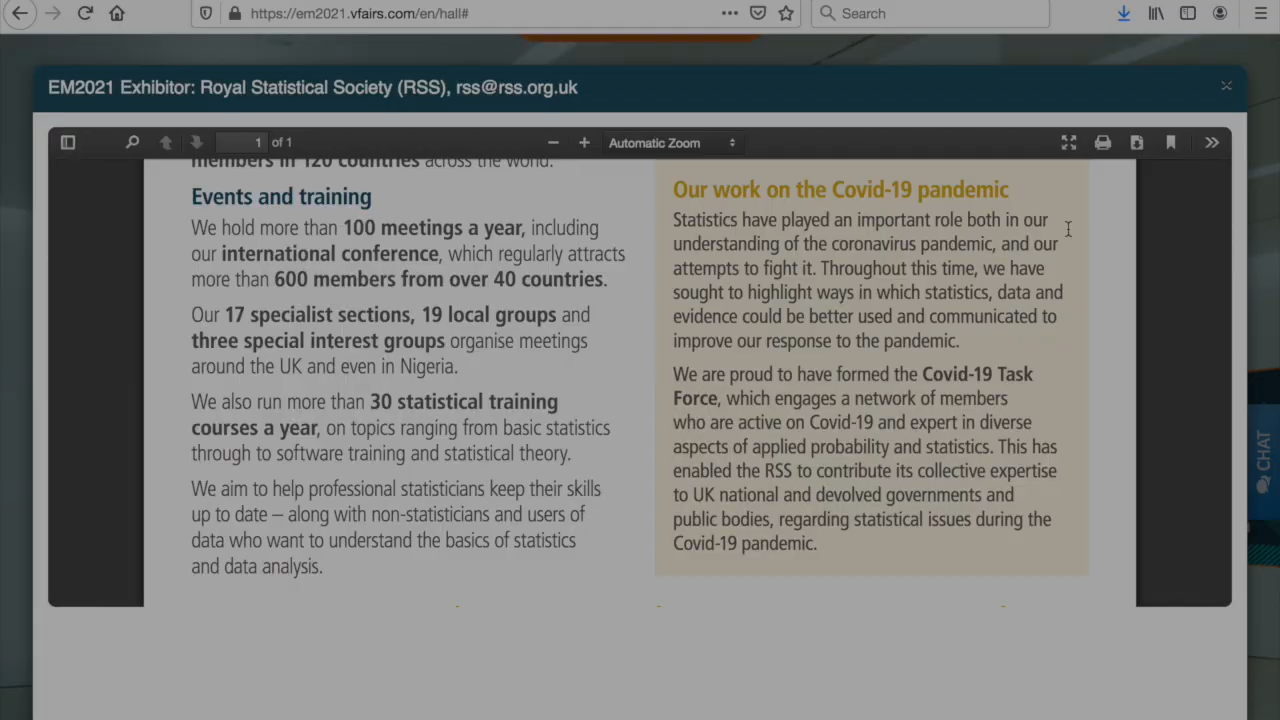 https://em2021.vfairs.com/en/hall#
Search
EM2021 Exhibitor: Royal Statistical Society (RSS), rss@rss.org.uk
1 of 1
Automatic Zoom
members in 120 countries across the world.
Events and training
We hold more than 100 meetings a year, including
our international conference, which regularly attracts
more than 600 members from over 40 countries.
Our 17 specialist sections, 19 local groups and
three special interest groups organise meetings
around the UK and even in Nigeria.
We also run more than 30 statistical training
courses a year, on topics ranging from basic statistics
through to software training and statistical theory.
We aim to help professional statisticians keep their skills
up to date – along with non-statisticians and users of
data who want to understand the basics of statistics
and data analysis.
Our work on the Covid-19 pandemic
Statistics have played an important role both in our
understanding of the coronavirus pandemic, and our
attempts to fight it. Throughout this time, we have
sought to highlight ways in which statistics, data and
evidence could be better used and communicated to
improve our response to the pandemic.
We are proud to have formed the Covid-19 Task
Force, which engages a network of members
who are active on Covid-19 and expert in diverse
aspects of applied probability and statistics. This has
enabled the RSS to contribute its collective expertise
to UK national and devolved governments and
public bodies, regarding statistical issues during the
Covid-19 pandemic.
CHAT